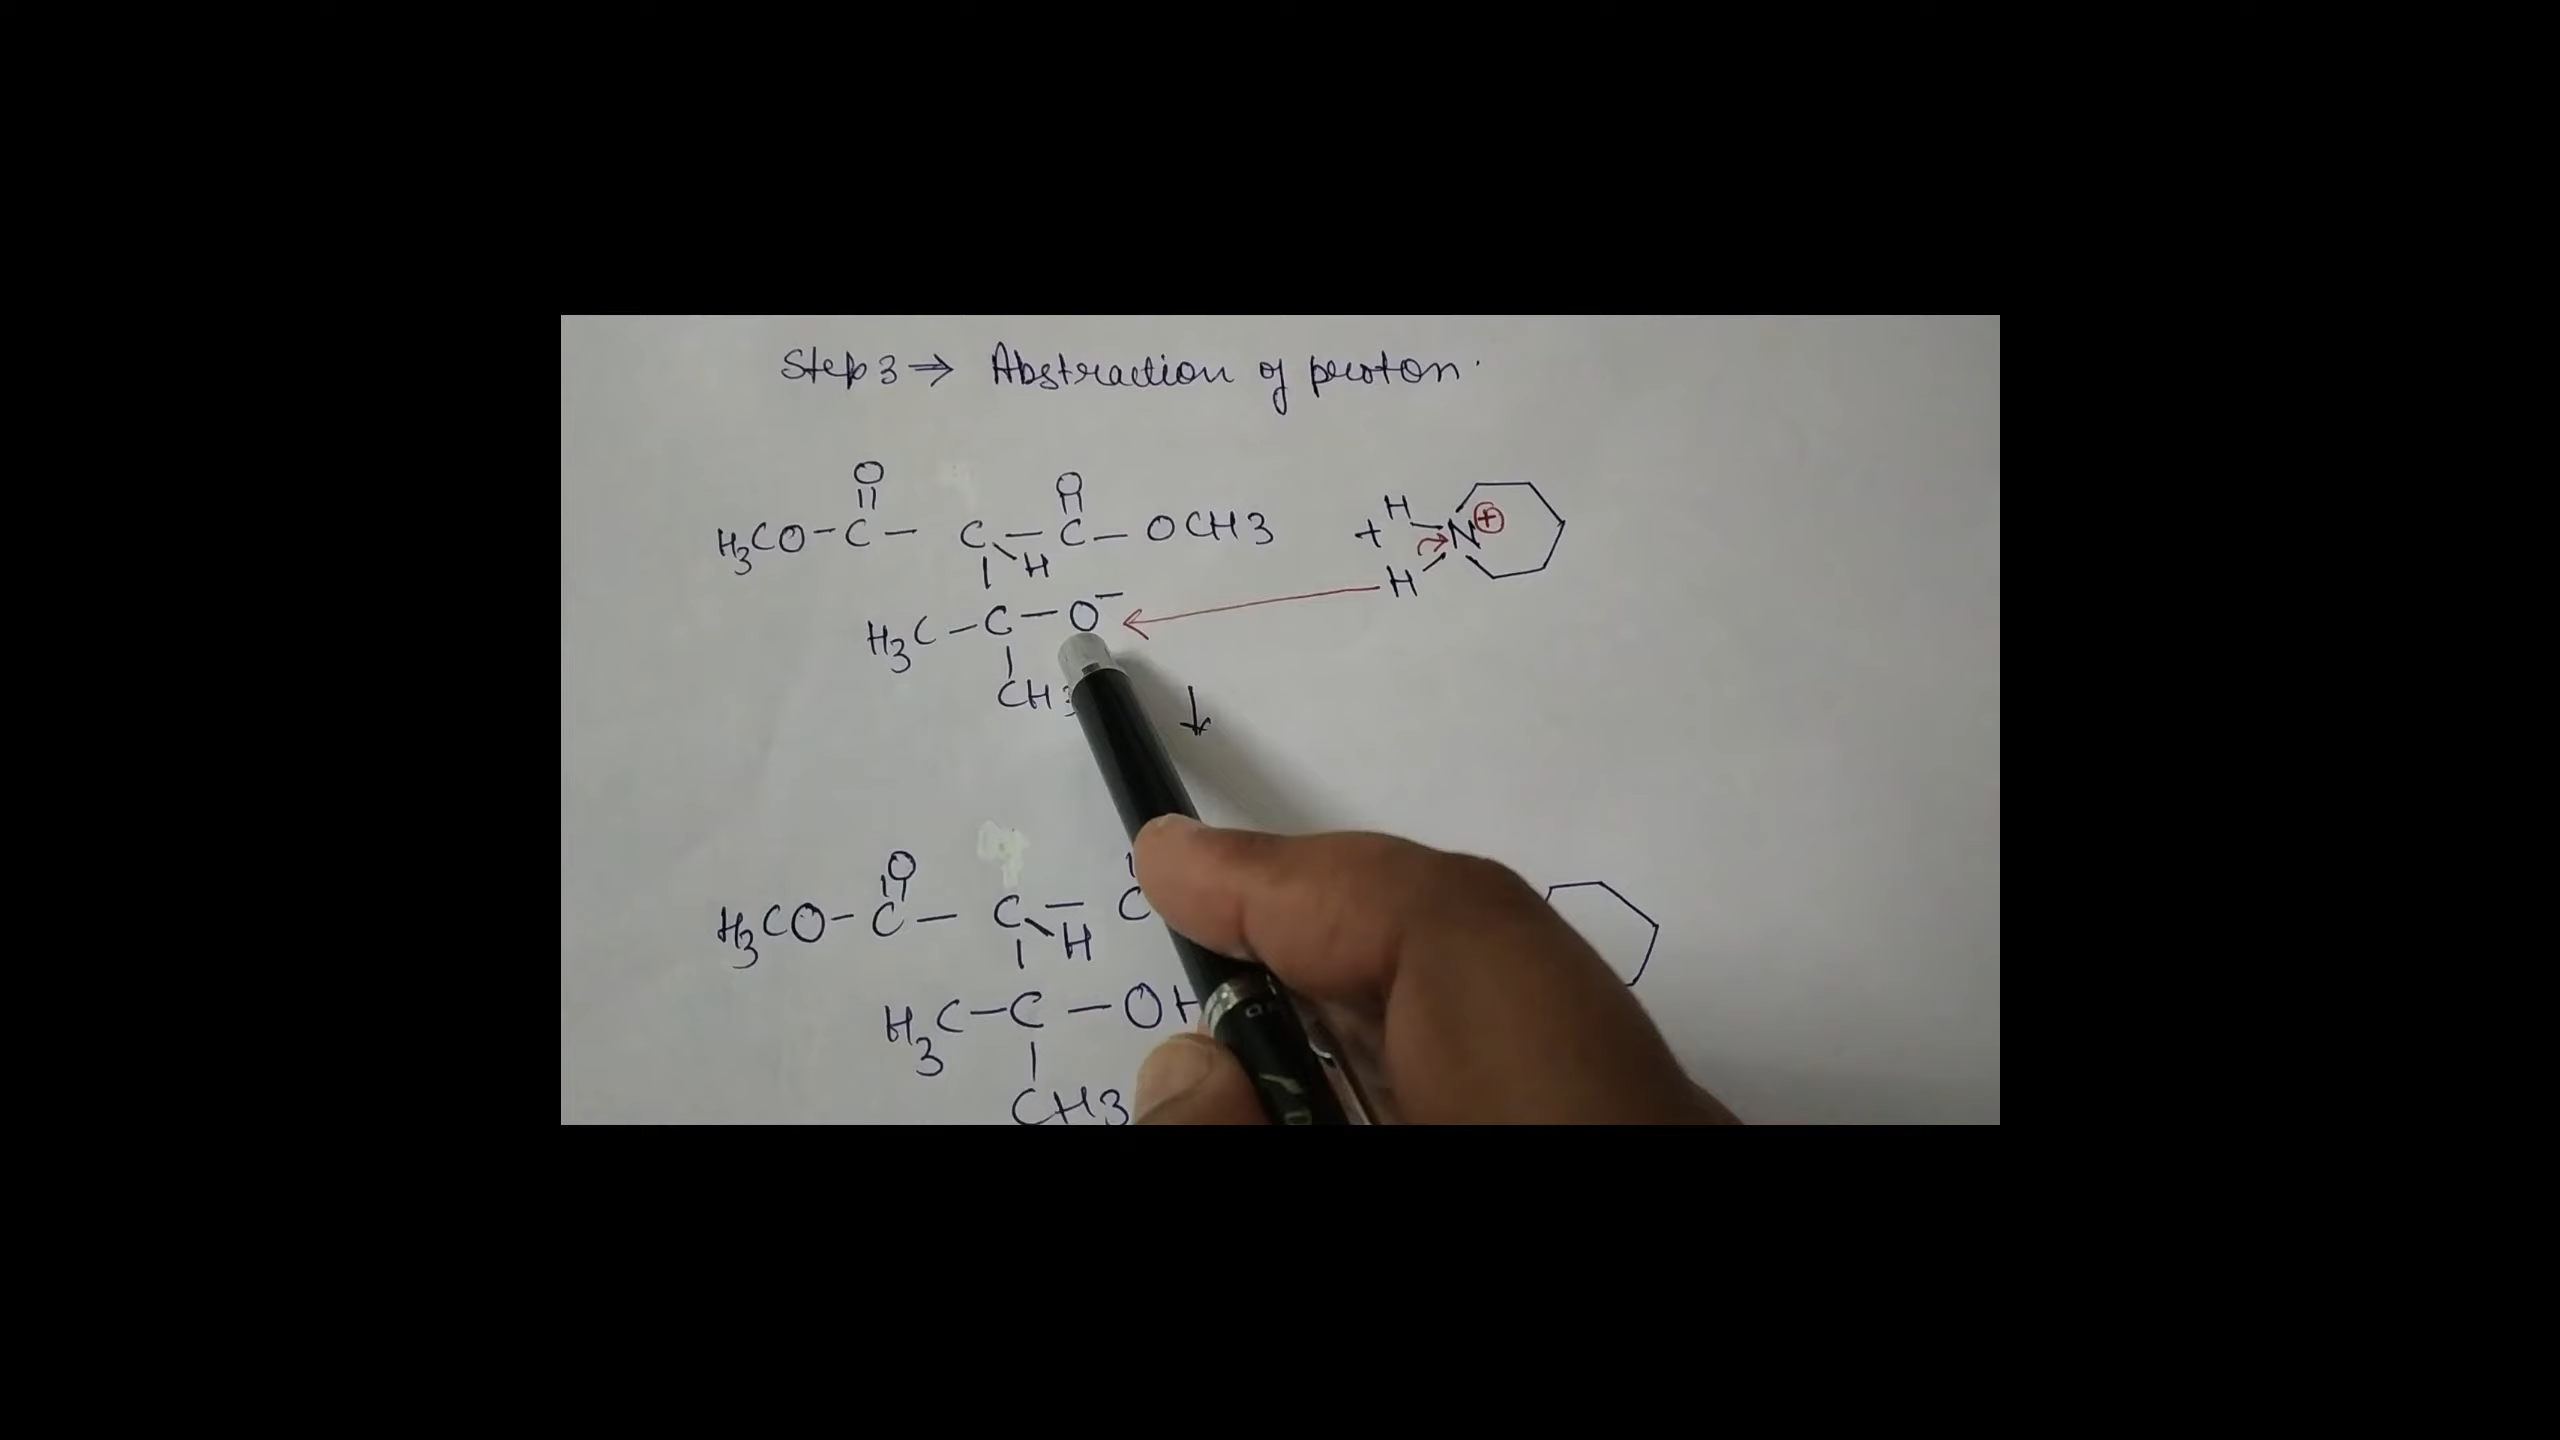 Step 3 ⇒ Abstraction of proton.
O O
H3CO - C - C - C - OCH3 + H N ⊕
H H
H3C - C - O⁻
CH3
↓
O
H3CO - C - C - C
H
H3C - C - OH
CH3